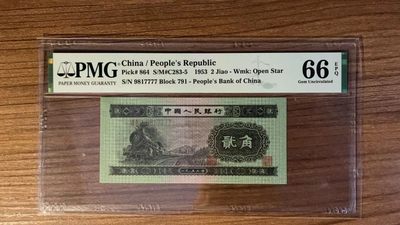 PMG
PAPER MONEY GUARANTY
China / People's Republic
Pick# 864 S/M#C283-5 1953 2 Jiao - Wmk: Open Star
S/N 9817777 Block 791 - People's Bank of China
66
EPQ
Gem Uncirculated
中國人民銀行
贰角